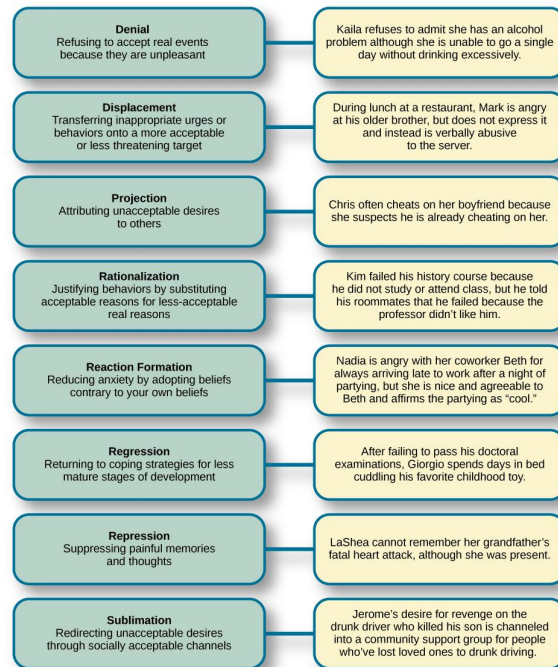 Denial
Refusing to accept real events
because they are unpleasant
Kaila refuses to admit she has an alcohol
problem although she is unable to go a single
day without drinking excessively.
Displacement
Transferring inappropriate urges or
behaviors onto a more acceptable
or less threatening target
During lunch at a restaurant, Mark is angry
at his older brother, but does not express it
and instead is verbally abusive
to the server.
Projection
Attributing unacceptable desires
to others
Chris often cheats on her boyfriend because
she suspects he is already cheating on her.
Rationalization
Justifying behaviors by substituting
acceptable reasons for less-acceptable
real reasons
Kim failed his history course because
he did not study or attend class, but he told
his roommates that he failed because the
professor didn’t like him.
Reaction Formation
Reducing anxiety by adopting beliefs
contrary to your own beliefs
Nadia is angry with her coworker Beth for
always arriving late to work after a night of
partying, but she is nice and agreeable to
Beth and affirms the partying as “cool.”
Regression
Returning to coping strategies for less
mature stages of development
After failing to pass his doctoral
examinations, Giorgio spends days in bed
cuddling his favorite childhood toy.
Repression
Suppressing painful memories
and thoughts
LaShea cannot remember her grandfather’s
fatal heart attack, although she was present.
Sublimation
Redirecting unacceptable desires
through socially acceptable channels
Jerome’s desire for revenge on the
drunk driver who killed his son is channeled
into a community support group for people
who’ve lost loved ones to drunk driving.